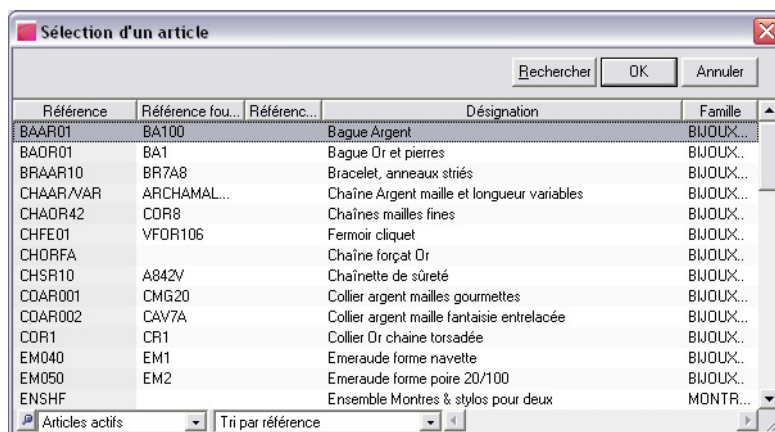 Sélection d'un article
Rechercher OK Annuler
Référence Référence fou... Référenc... Désignation Famille
BAAR01 BA100 Bague Argent BIJOUX...
BAOR01 BA1 Bague Or et pierres BIJOUX..
BRAAR10 BR7A8 Bracelet, anneaux striés BIJOUX..
CHAAR/VAR ARCHAMAL... Chaîne Argent maille et longueur variables BIJOUX..
CHAOR42 COR8 Chaînes mailles fines BIJOUX..
CHFE01 VFOR106 Fermoir cliquet BIJOUX..
CHORFA Chaîne forçat Or BIJOUX..
CHSR10 A842V Chaînette de sûreté BIJOUX..
COAR001 CMG20 Collier argent mailles gourmettes BIJOUX..
COAR002 CAV7A Collier argent maille fantaisie entrelacée BIJOUX..
COR1 CR1 Collier Or chaine torsadée BIJOUX..
EM040 EM1 Emeraude forme navette BIJOUX..
EM050 EM2 Emeraude forme poire 20/100 BIJOUX..
ENSHF Ensemble Montres & stylos pour deux MONTR...
Articles actifs Tri par référence